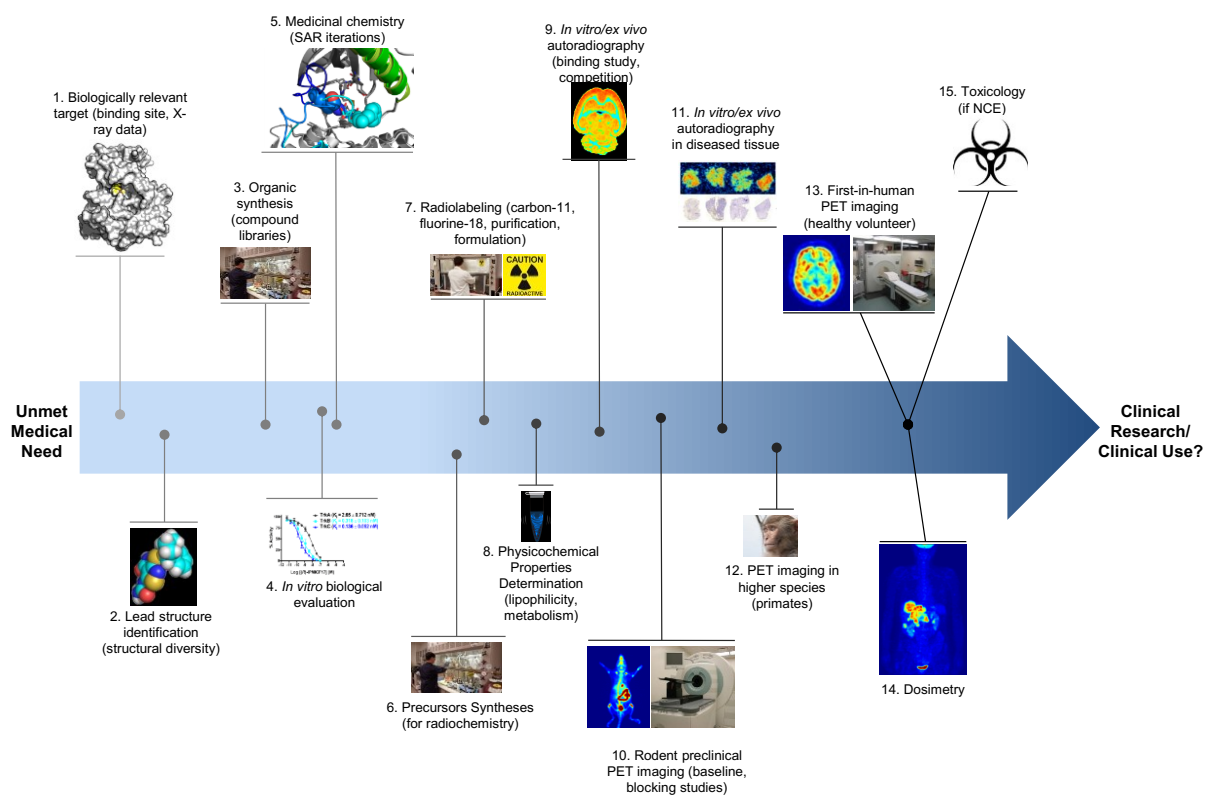 1. Biologically relevant
target (binding site, X-
ray data)
2. Lead structure
identification
(structural diversity)
3. Organic
synthesis
(compound
libraries)
4. In vitro biological
evaluation
5. Medicinal chemistry
(SAR iterations)
6. Precursors Syntheses
(for radiochemistry)
7. Radiolabeling (carbon-11,
fluorine-18, purification,
formulation)
CAUTION
RADIOACTIVE
8. Physicochemical
Properties
Determination
(lipophilicity,
metabolism)
9. In vitro/ex vivo
autoradiography
(binding study,
competition)
10. Rodent preclinical
PET imaging (baseline,
blocking studies)
11. In vitro/ex vivo
autoradiography
in diseased tissue
12. PET imaging in
higher species
(primates)
13. First-in-human
PET imaging
(healthy volunteer)
14. Dosimetry
15. Toxicology
(if NCE)
Unmet
Medical
Need
Clinical
Research/
Clinical Use?